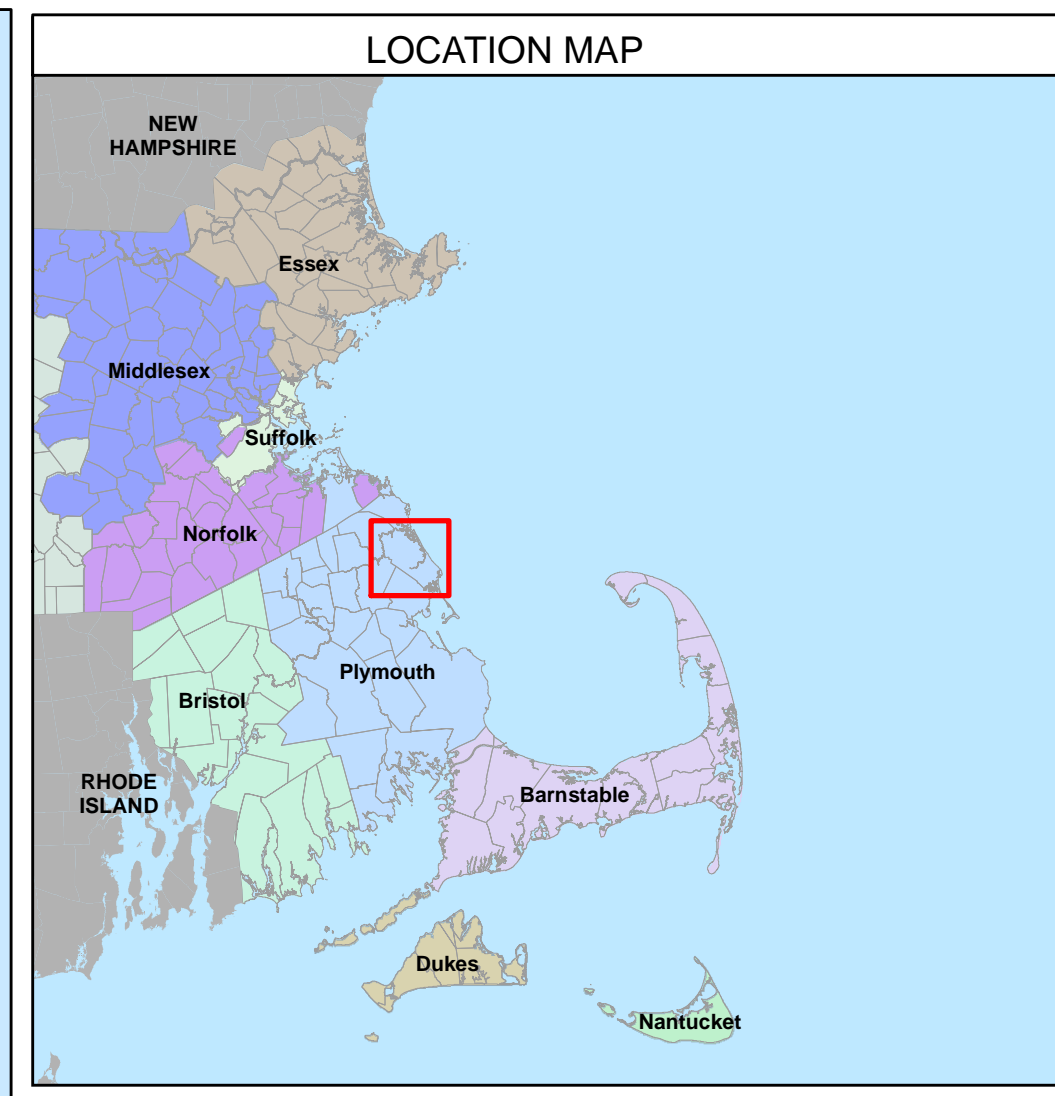 LOCATION MAP
NEW
HAMPSHIRE
Essex
Middlesex
Suffolk
Norfolk
Plymouth
Bristol
RHODE
ISLAND
Barnstable
Dukes
Nantucket